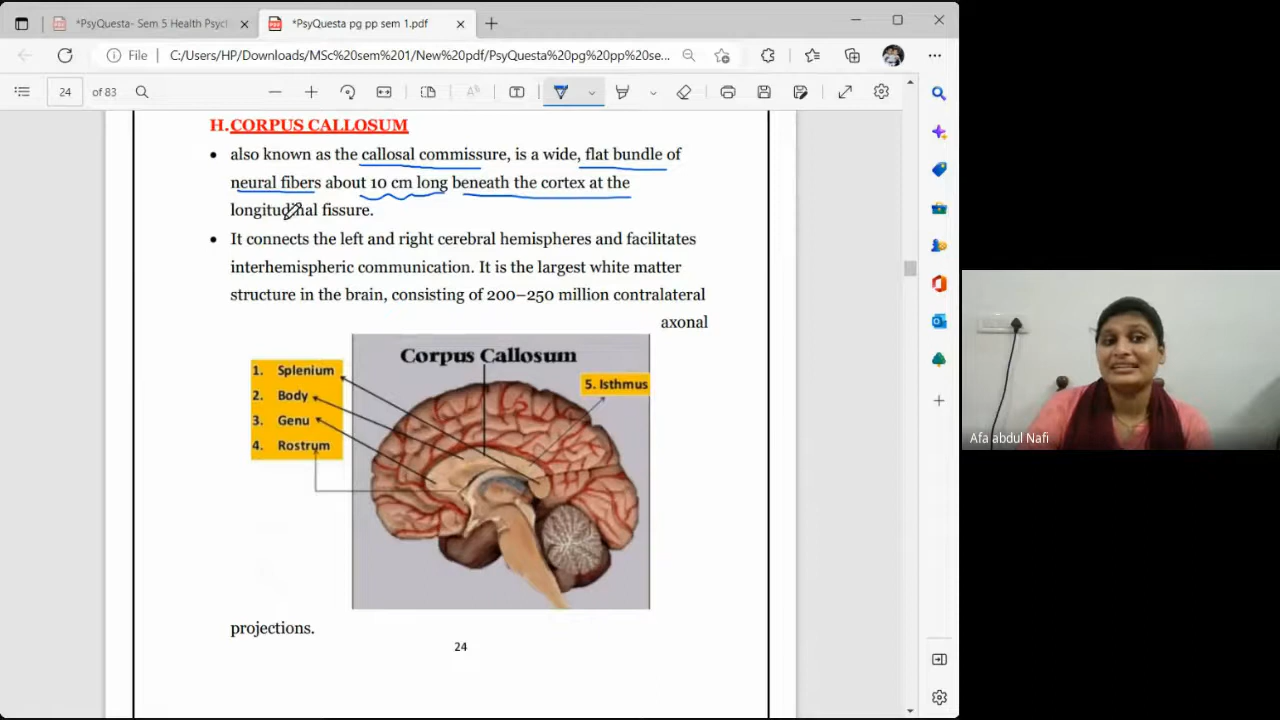 *PsyQuesta- Sem 5 Health Psycl
*PsyQuesta pg pp sem 1.pdf
File
C:/Users/HP/Downloads/MSc%20sem%201/New%20pdf/PsyQuesta%20pg%20pp%20se...
24 of 83
H. CORPUS CALLOSUM
• also known as the callosal commissure, is a wide, flat bundle of
neural fibers about 10 cm long beneath the cortex at the
longitudinal fissure.
• It connects the left and right cerebral hemispheres and facilitates
interhemispheric communication. It is the largest white matter
structure in the brain, consisting of 200–250 million contralateral
axonal
Corpus Callosum
1. Splenium
2. Body
3. Genu
4. Rostrum
5. Isthmus
projections.
24
Afa abdul Nafi